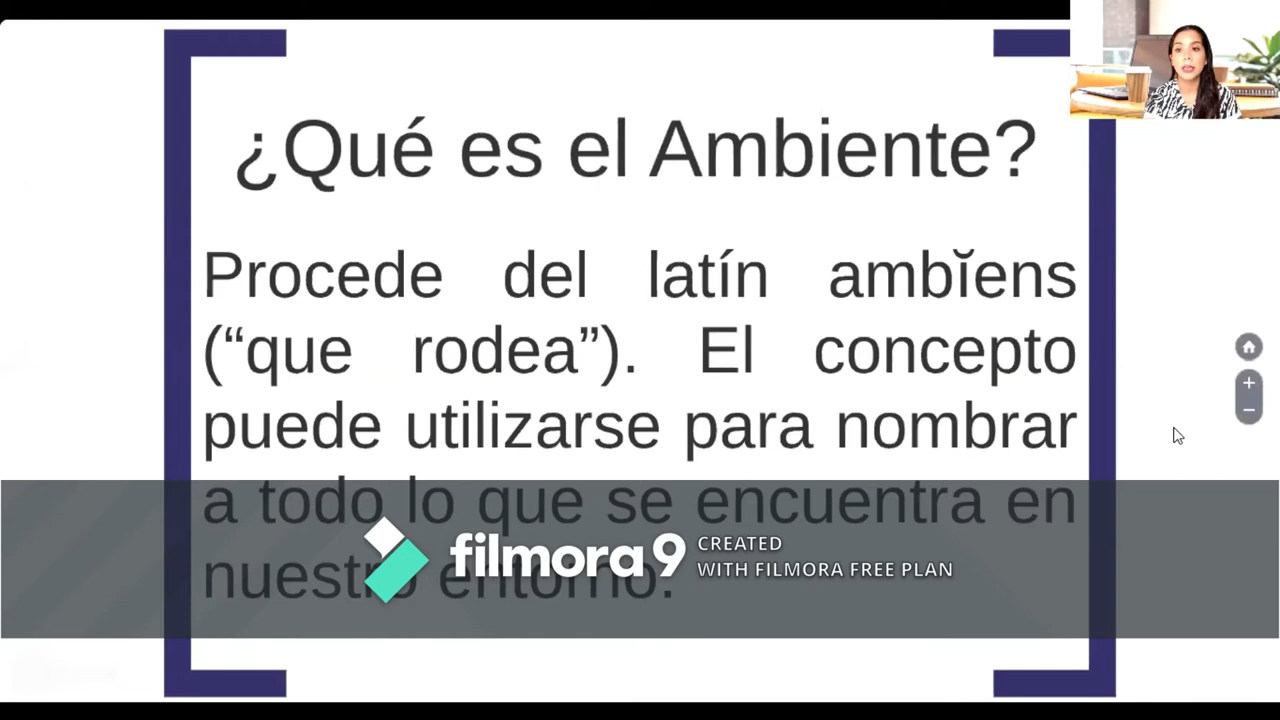 ¿Qué es el Ambiente?
Procede del latín ambĭens
(“que rodea”). El concepto
puede utilizarse para nombrar
a todo lo que se encuentra en
nuestro entorno.
filmora9 CREATED
WITH FILMORA FREE PLAN